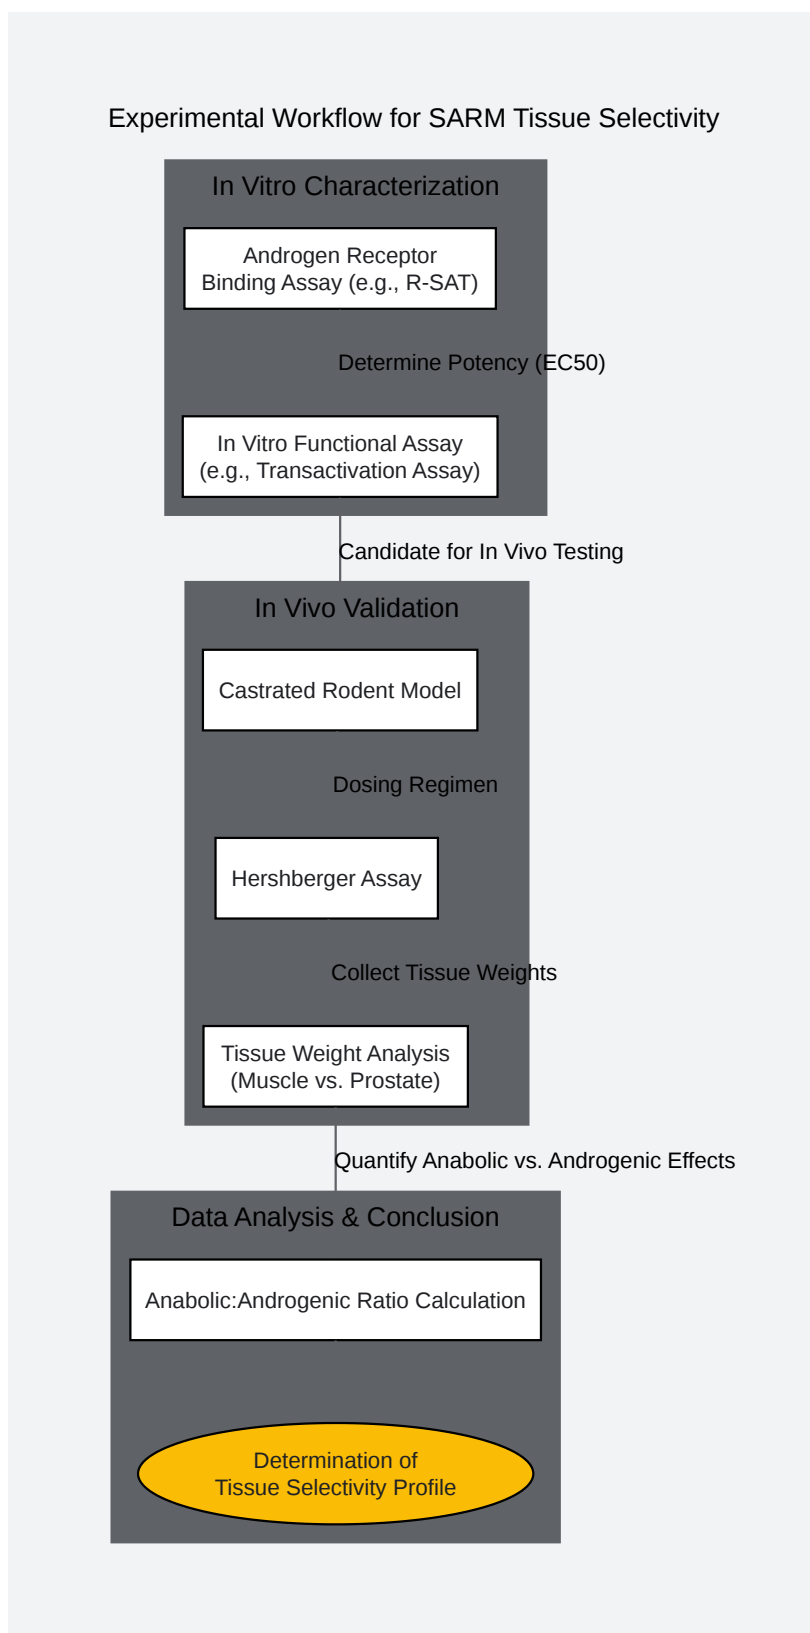 Experimental Workflow for SARM Tissue Selectivity
In Vitro Characterization
Androgen Receptor
Binding Assay (e.g., R-SAT)
Determine Potency (EC50)
In Vitro Functional Assay
(e.g., Transactivation Assay)
Candidate for In Vivo Testing
In Vivo Validation
Castrated Rodent Model
Dosing Regimen
Hershberger Assay
Collect Tissue Weights
Tissue Weight Analysis
(Muscle vs. Prostate)
Quantify Anabolic vs. Androgenic Effects
Data Analysis & Conclusion
Anabolic:Androgenic Ratio Calculation
Determination of
Tissue Selectivity Profile